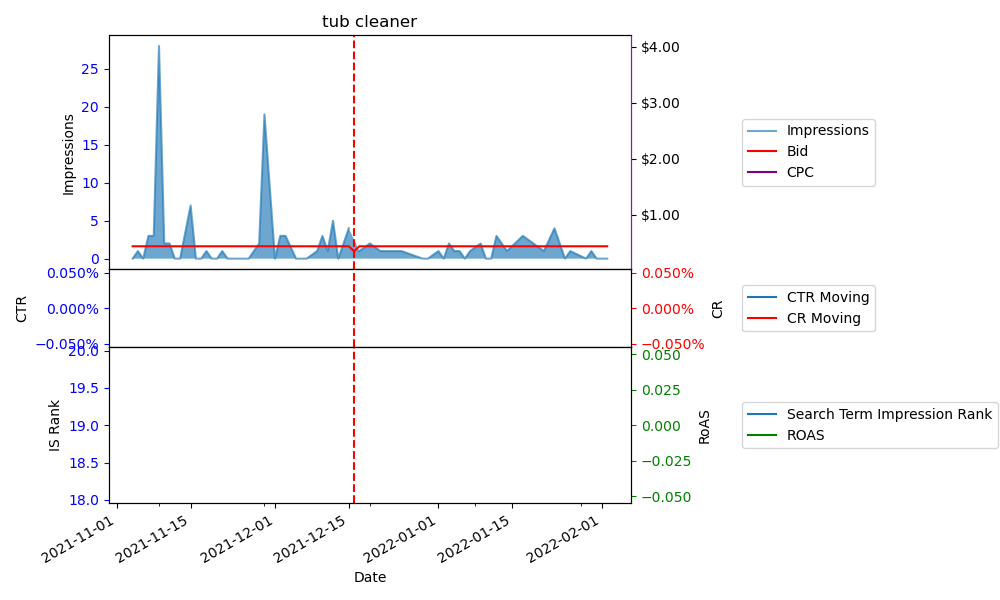 tub cleaner
Impressions
25
20
15
10
5
0
$4.00
$3.00
$2.00
$1.00
Impressions
Bid
CPC
CTR
0.050%
0.000%
−0.050%
0.050%
0.000%
−0.050%
CR
CTR Moving
CR Moving
IS Rank
20.0
19.5
19.0
18.5
18.0
0.050
0.025
0.000
−0.025
−0.050
RoAS
Search Term Impression Rank
ROAS
2021-11-01
2021-11-15
2021-12-01
2021-12-15
2022-01-01
2022-01-15
2022-02-01
Date